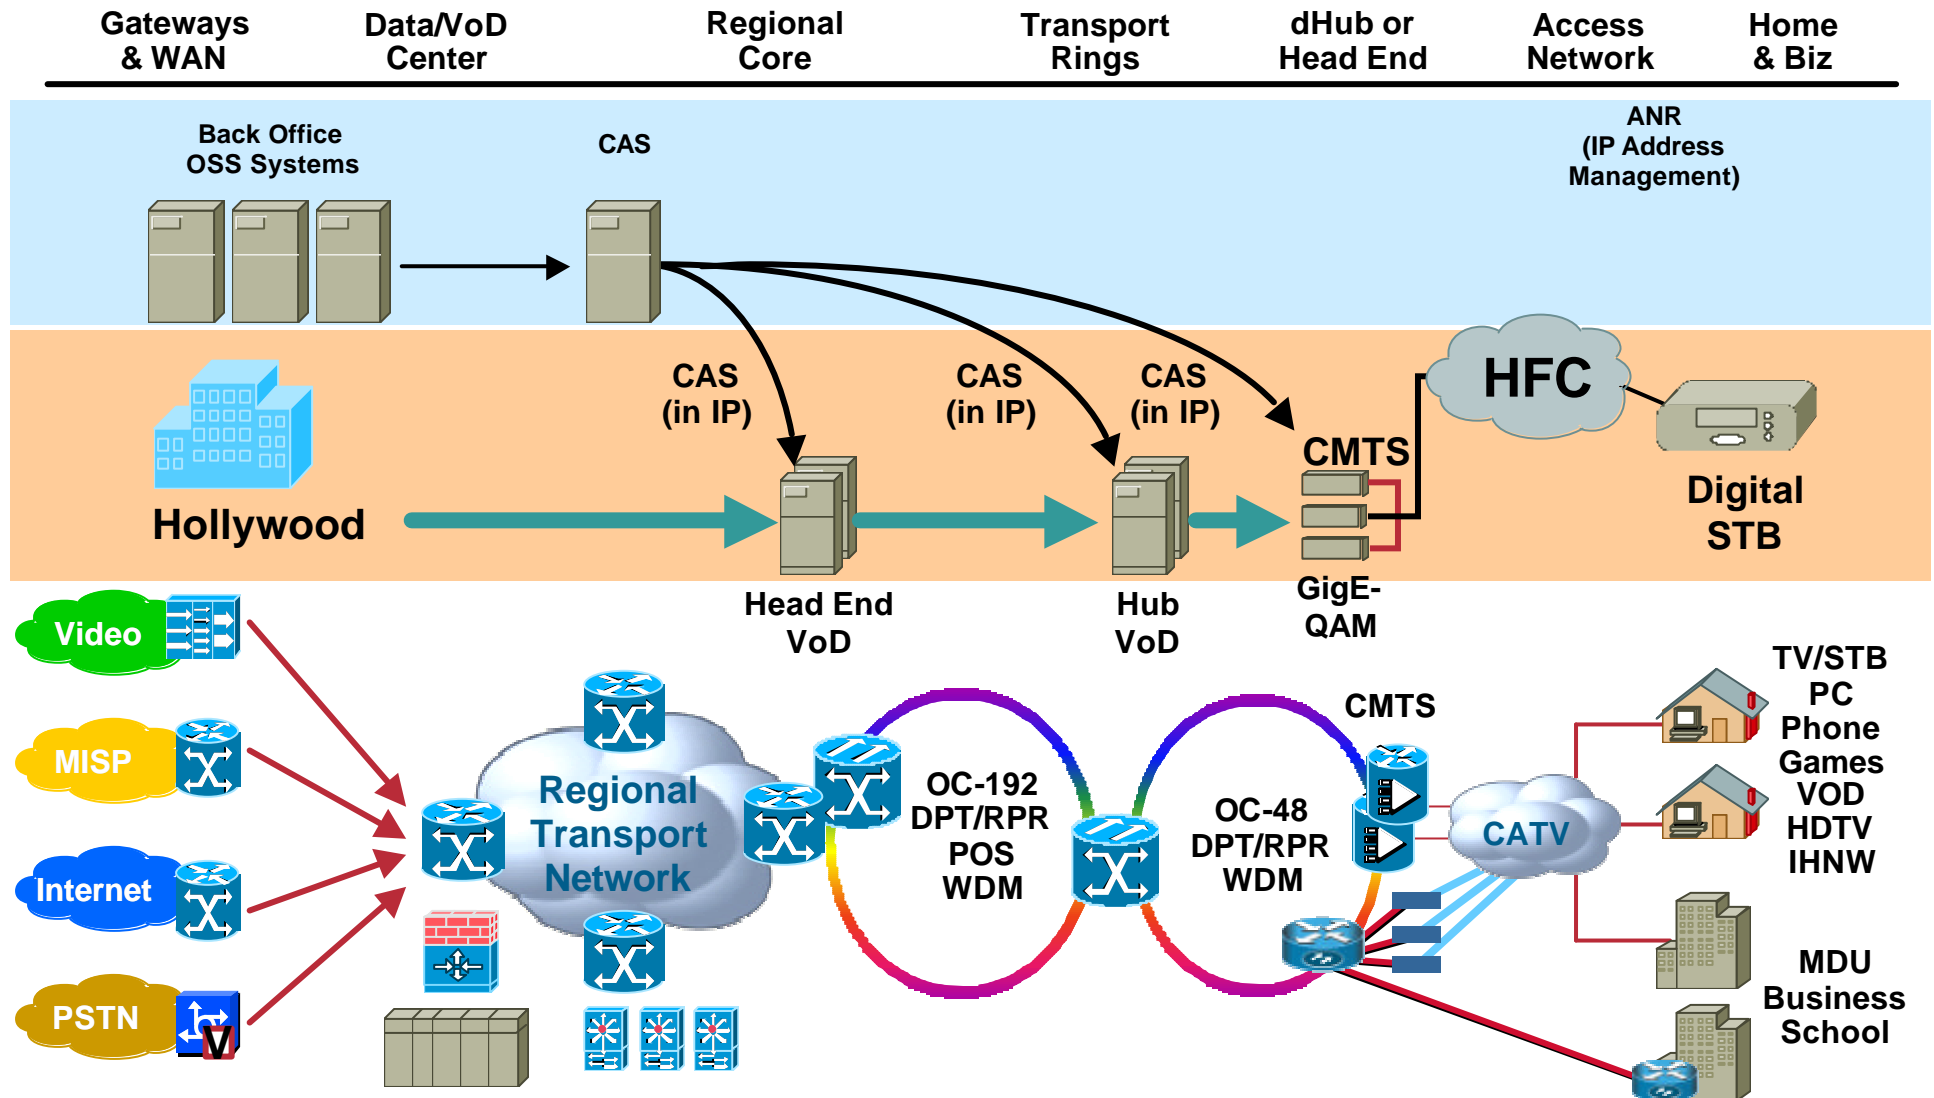 Gateways
& WAN
Data/VoD
Center
Regional
Core
Transport
Rings
dHub or
Head End
Access
Network
Home
& Biz
Back Office
OSS Systems
CAS
ANR
(IP Address
Management)
Hollywood
CAS
(in IP)
CAS
(in IP)
CAS
(in IP)
CMTS
HFC
Digital
STB
Head End
VoD
Hub
VoD
GigE-
QAM
Video
MISP
Internet
PSTN
V
Regional
Transport
Network
OC-192
DPT/RPR
POS
WDM
OC-48
DPT/RPR
WDM
CMTS
CATV
TV/STB
PC
Phone
Games
VOD
HDTV
IHNW
MDU
Business
School